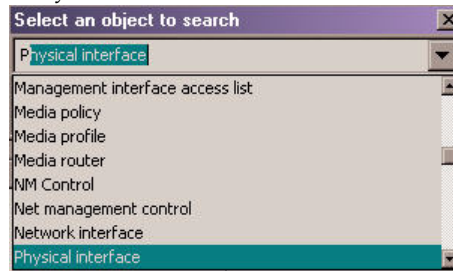 Select an object to search
Physical interface
Management interface access list
Media policy
Media profile
Media router
NM Control
Net management control
Network interface
Physical interface